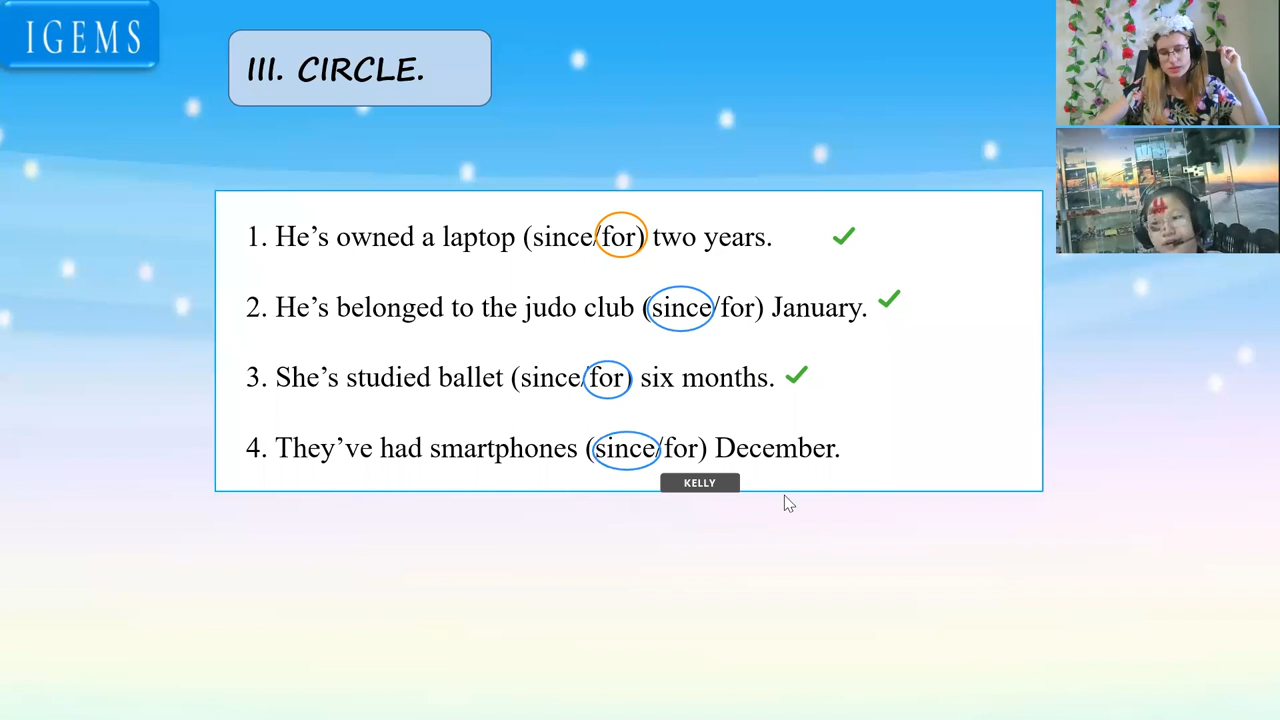 IGEMS
III. CIRCLE.
1. He’s owned a laptop (since/for) two years.
2. He’s belonged to the judo club (since/for) January.
3. She’s studied ballet (since/for) six months.
4. They’ve had smartphones (since/for) December.
KELLY